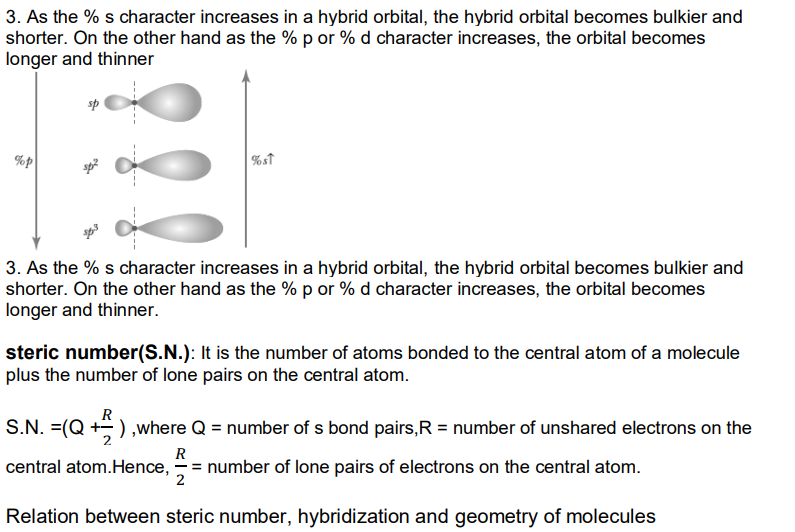 3. As the % s character increases in a hybrid orbital, the hybrid orbital becomes bulkier and
shorter. On the other hand as the % p or % d character increases, the orbital becomes
longer and thinner
sp
%p
sp²
%s↑
sp³
3. As the % s character increases in a hybrid orbital, the hybrid orbital becomes bulkier and
shorter. On the other hand as the % p or % d character increases, the orbital becomes
longer and thinner.
steric number(S.N.): It is the number of atoms bonded to the central atom of a molecule
plus the number of lone pairs on the central atom.
S.N. =(Q +R/2 ) ,where Q = number of s bond pairs,R = number of unshared electrons on the
central atom.Hence, R/2 = number of lone pairs of electrons on the central atom.
Relation between steric number, hybridization and geometry of molecules